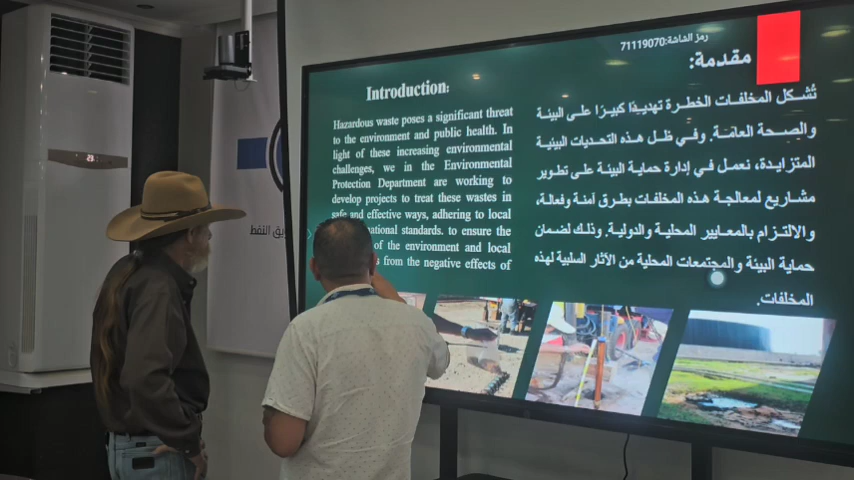 رمز الشاشة:71119070
مقدمة:
تُشكل المخلفات الخطرة تهديدًا كبيرًا على البيئة
والصحة العامّة. وفي ظل هذه التحديات البيئية
المتزايدة، نعمل في إدارة حماية البيئة على تطوير
مشاريع لمعالجة هذه المخلفات بطرق آمنة وفعالة،
والالتزام بالمعايير المحلية والدولية. وذلك لضمان
حماية البيئة والمجتمعات المحلية من الآثار السلبية لهذه
المخلفات.
Introduction:
Hazardous waste poses a significant threat
to the environment and public health. In
light of these increasing environmental
challenges, we in the Environmental
Protection Department are working to
develop projects to treat these wastes in
safe and effective ways, adhering to local
national standards. to ensure the
of the environment and local
from the negative effects of
النفط
23